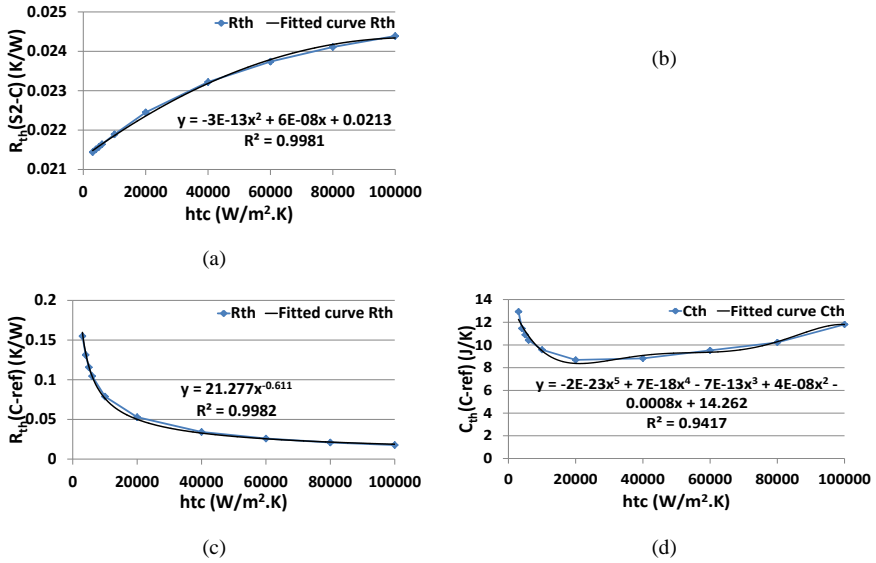 0.025
0.024
0.023
0.022
0.021
R_th(S2-C) (K/W)
Rth Fitted curve Rth
y = -3E-13x² + 6E-08x + 0.0213
R² = 0.9981
0 20000 40000 60000 80000 100000
htc (W/m².K)
(a)
(b)
0.2
0.15
0.1
0.05
0
R_th(C-ref) (K/W)
Rth Fitted curve Rth
y = 21.277x⁻⁰·⁶¹¹
R² = 0.9982
0 20000 40000 60000 80000 100000
htc (W/m².K)
(c)
14
12
10
8
6
4
2
0
C_th(C-ref) (J/K)
Cth Fitted curve Cth
y = -2E-23x⁵ + 7E-18x⁴ - 7E-13x³ + 4E-08x² -
0.0008x + 14.262
R² = 0.9417
0 20000 40000 60000 80000 100000
htc (W/m².K)
(d)